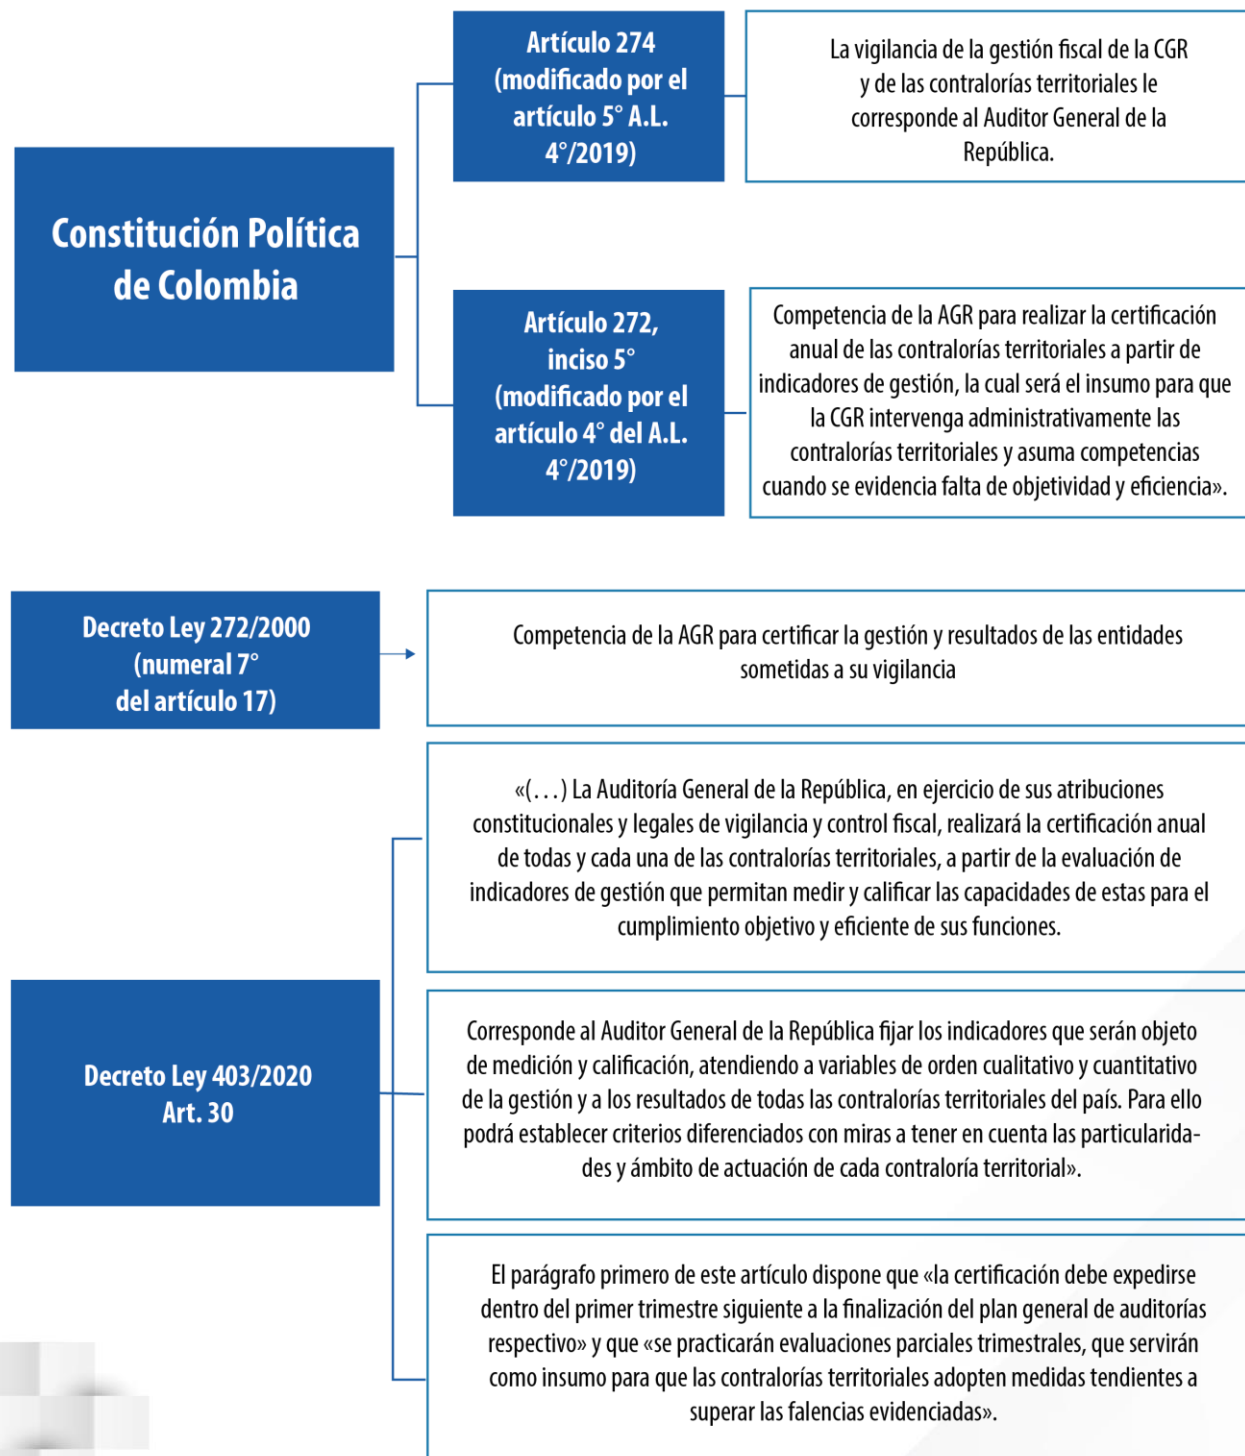 Constitución Política
de Colombia
Artículo 274
(modificado por el
artículo 5° A.L.
4°/2019)
La vigilancia de la gestión fiscal de la CGR
y de las contralorías territoriales le
corresponde al Auditor General de la
República.
Artículo 272,
inciso 5°
(modificado por el
artículo 4° del A.L.
4°/2019)
Competencia de la AGR para realizar la certificación
anual de las contralorías territoriales a partir de
indicadores de gestión, la cual será el insumo para que
la CGR intervenga administrativamente las
contralorías territoriales y asuma competencias
cuando se evidencia falta de objetividad y eficiencia».
Decreto Ley 272/2000
(numeral 7°
del artículo 17)
Competencia de la AGR para certificar la gestión y resultados de las entidades
sometidas a su vigilancia
Decreto Ley 403/2020
Art. 30
«(…) La Auditoría General de la República, en ejercicio de sus atribuciones
constitucionales y legales de vigilancia y control fiscal, realizará la certificación anual
de todas y cada una de las contralorías territoriales, a partir de la evaluación de
indicadores de gestión que permitan medir y calificar las capacidades de estas para el
cumplimiento objetivo y eficiente de sus funciones.
Corresponde al Auditor General de la República fijar los indicadores que serán objeto
de medición y calificación, atendiendo a variables de orden cualitativo y cuantitativo
de la gestión y a los resultados de todas las contralorías territoriales del país. Para ello
podrá establecer criterios diferenciados con miras a tener en cuenta las particularida-
des y ámbito de actuación de cada contraloría territorial».
El parágrafo primero de este artículo dispone que «la certificación debe expedirse
dentro del primer trimestre siguiente a la finalización del plan general de auditorías
respectivo» y que «se practicarán evaluaciones parciales trimestrales, que servirán
como insumo para que las contralorías territoriales adopten medidas tendientes a
superar las falencias evidenciadas».